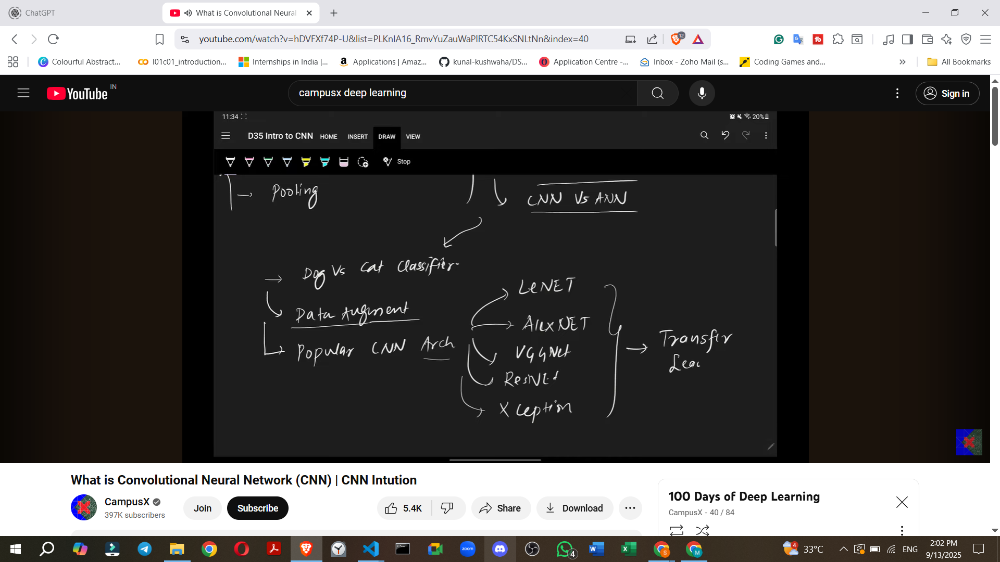 ChatGPT
What is Convolutional Neural
youtube.com/watch?v=hDVFXf74P-U&list=PLKnIA16_RmvYuZauWaPlRTC54KxSNLtNn&index=40
12
Colourful Abstract...
l01c01_introduction...
Internships in India |...
Applications | Amaz...
kunal-kushwaha/DS...
Application Centre -...
Inbox - Zoho Mail (s...
Coding Games and...
All Bookmarks
YouTube IN
campusx deep learning
Sign in
11:34
20%
D35 Intro to CNN HOME INSERT DRAW VIEW
Stop
Pooling
CNN Vs ANN
Dog Vs Cat Classifier
Data Augment
Popular CNN Arch
LeNET
AlexNET
VGGNet
ResNet
Xception
Transfer
Lear
What is Convolutional Neural Network (CNN) | CNN Intution
CampusX
397K subscribers
Join
Subscribe
5.4K
Share
Download
100 Days of Deep Learning
CampusX - 40 / 84
4
33°C
ENG
2:02 PM
9/13/2025
zoom
4